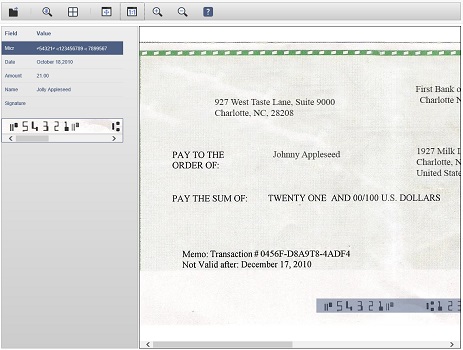 Field Value
Micr <54321< =123456789 = 7899567
Date October 18,2010
Amount 21.00
Name Jolly Appleseed
Signature
⑈54321⑈ ⑆
First Bank o
927 West Taste Lane, Suite 9000
Charlotte N
Charlotte, NC, 28208
PAY TO THE
ORDER OF:
Johnny Appleseed
1927 Milk I
Charlotte, N
United State
PAY THE SUM OF: TWENTY ONE AND 00/100 U.S. DOLLARS
Memo: Transaction # 0456F-D8A9T8-4ADF4
Not Valid after: December 17, 2010
⑈54321⑈ ⑆123